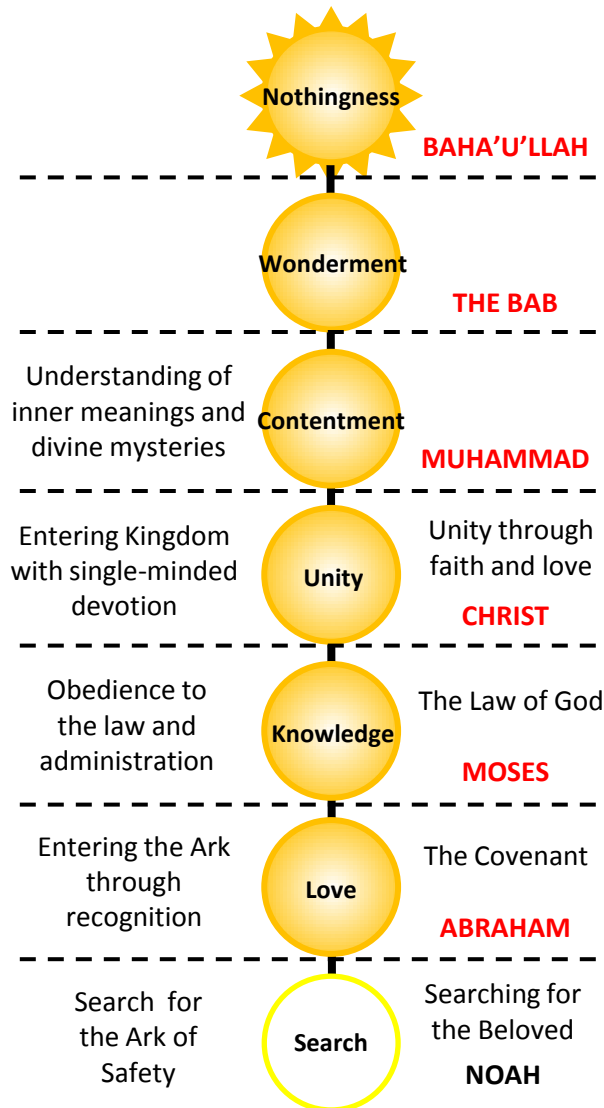 Nothingness
BAHA'U'LLAH
Wonderment
THE BAB
Understanding of
inner meanings and
divine mysteries
Contentment
MUHAMMAD
Entering Kingdom
with single-minded
devotion
Unity
Unity through
faith and love
CHRIST
Obedience to
the law and
administration
Knowledge
The Law of God
MOSES
Entering the Ark
through
recognition
Love
The Covenant
ABRAHAM
Search for
the Ark of
Safety
Search
Searching for
the Beloved
NOAH